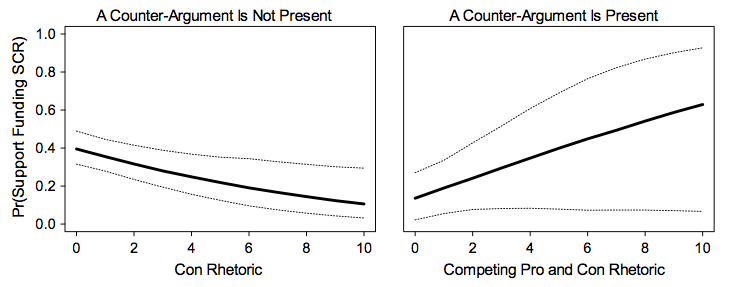 A Counter-Argument Is Not Present
A Counter-Argument Is Present
Pr(Support Funding SCR)
1.0
0.8
0.6
0.4
0.2
0.0
0 2 4 6 8 10
0 2 4 6 8 10
Con Rhetoric
Competing Pro and Con Rhetoric